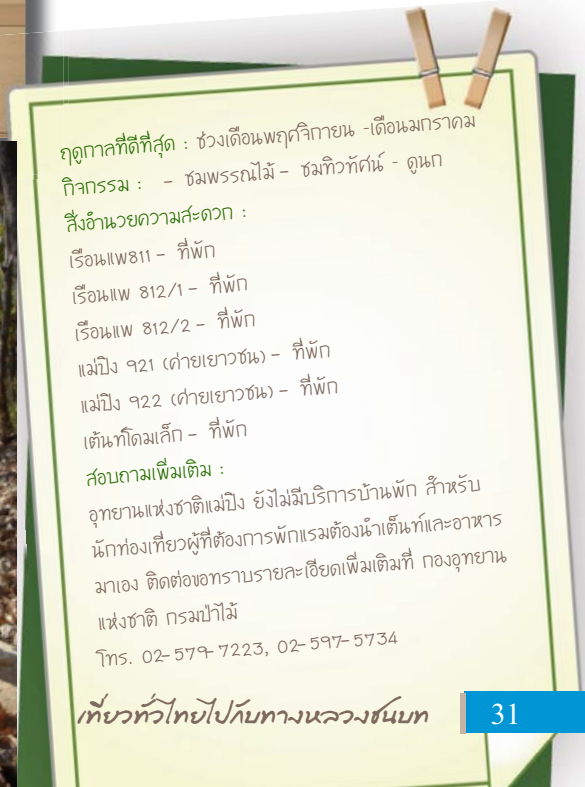 ฤดูกาลที่ดีที่สุด : ช่วงเดือนพฤศจิกายน -เดือนมกราคม
กิจกรรม : – ชมพรรณไม้ – ชมทิวทัศน์ - ดูนก
สิ่งอำนวยความสะดวก :
เรือนแพ811 – ที่พัก
เรือนแพ 812/1 – ที่พัก
เรือนแพ 812/2 – ที่พัก
แม่ปิง 921 (ค่ายเยาวชน) – ที่พัก
แม่ปิง 922 (ค่ายเยาวชน) – ที่พัก
เต้นท์โดมเล็ก – ที่พัก
สอบถามเพิ่มเติม :
อุทยานแห่งชาติแม่ปิง ยังไม่มีบริการบ้านพัก สำหรับ
นักท่องเที่ยวผู้ที่ต้องการพักแรมต้องนำเต็นท์และอาหาร
มาเอง ติดต่อขอทราบรายละเอียดเพิ่มเติมที่ กองอุทยาน
แห่งชาติ กรมป่าไม้
โทร. 02-579-7223, 02-597-5734
เที่ยวทั่วไทยไปกับทางหลวงชนบท
31